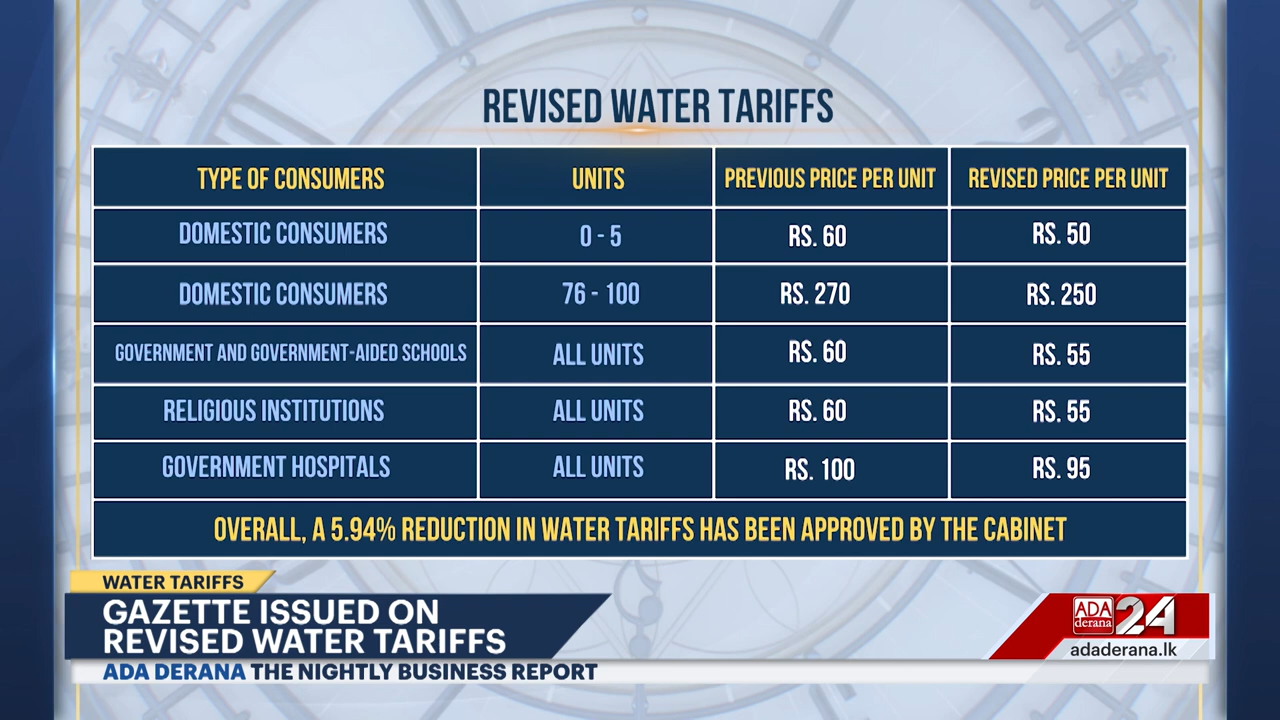 REVISED WATER TARIFFS
TYPE OF CONSUMERS UNITS PREVIOUS PRICE PER UNIT REVISED PRICE PER UNIT
DOMESTIC CONSUMERS 0 - 5 RS. 60 RS. 50
DOMESTIC CONSUMERS 76 - 100 RS. 270 RS. 250
GOVERNMENT AND GOVERNMENT-AIDED SCHOOLS ALL UNITS RS. 60 RS. 55
RELIGIOUS INSTITUTIONS ALL UNITS RS. 60 RS. 55
GOVERNMENT HOSPITALS ALL UNITS RS. 100 RS. 95
OVERALL, A 5.94% REDUCTION IN WATER TARIFFS HAS BEEN APPROVED BY THE CABINET
WATER TARIFFS
GAZETTE ISSUED ON
REVISED WATER TARIFFS
ADA DERANA THE NIGHTLY BUSINESS REPORT
ADA
derana
24
adaderana.lk